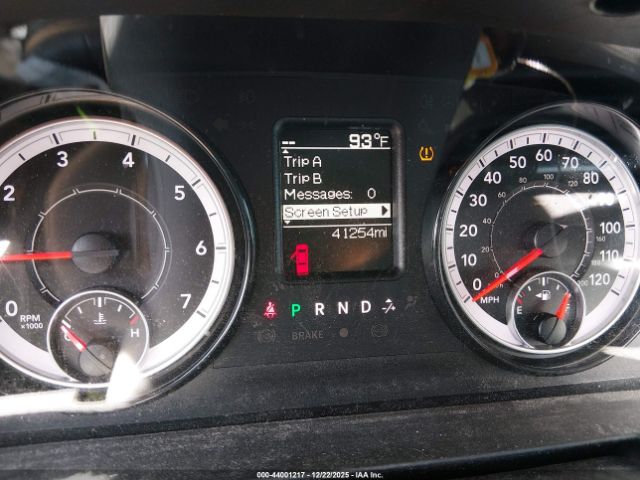 -- 93°F
Trip A
Trip B
Messages: 0
Screen Setup
41254mi
P R N D
BRAKE
0 2 3 4 5 6 7
RPM
x1000
C H
0 10 20 30 40 50 60 70 80 100 110 120
MPH
E
000-44001217 - 12/22/2025 - IAA Inc.